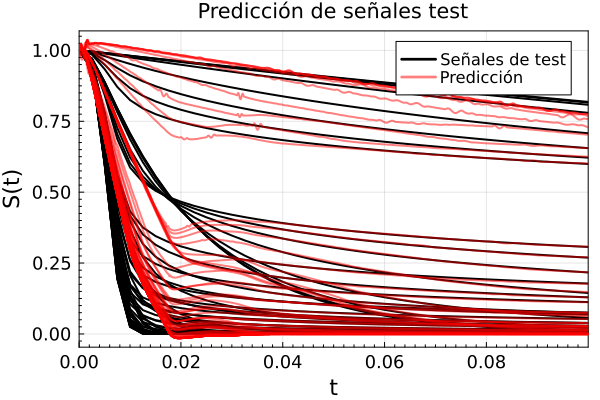 Predicción de señales test
Señales de test
Predicción
S(t)
1.00
0.75
0.50
0.25
0.00
0.00 0.02 0.04 0.06 0.08
t